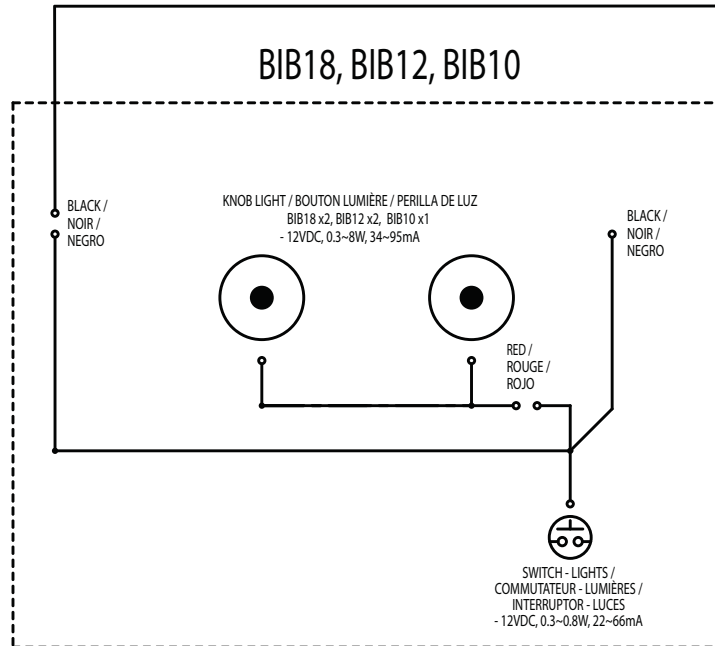 BIB18, BIB12, BIB10
BLACK /
NOIR /
NEGRO
KNOB LIGHT / BOUTON LUMIÈRE / PERILLA DE LUZ
BIB18 x2, BIB12 x2, BIB10 x1
- 12VDC, 0.3~8W, 34~95mA
BLACK /
NOIR /
NEGRO
RED /
ROUGE /
ROJO
SWITCH - LIGHTS /
COMMUTATEUR - LUMIÈRES /
INTERRUPTOR - LUCES
- 12VDC, 0.3~0.8W, 22~66mA